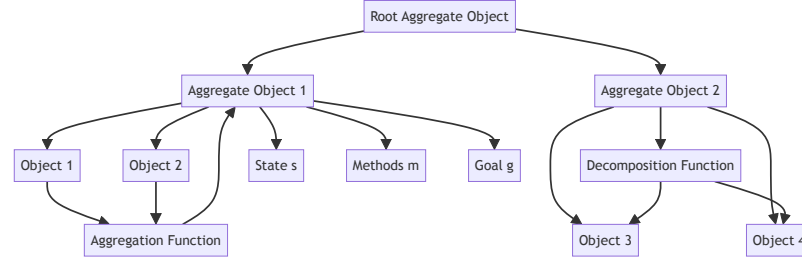 Root Aggregate Object
Aggregate Object 1
Aggregate Object 2
Object 1
Object 2
State s
Methods m
Goal g
Decomposition Function
Aggregation Function
Object 3
Object 4